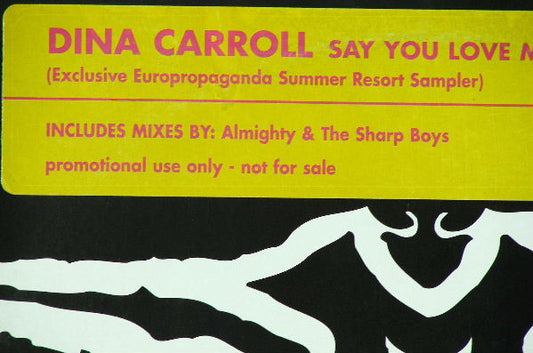 DINA CARROLL SAY YOU LOVE
(Exclusive Europropaganda Summer Resort Sampler)
INCLUDES MIXES BY: Almighty & The Sharp Boys
promotional use only - not for sale